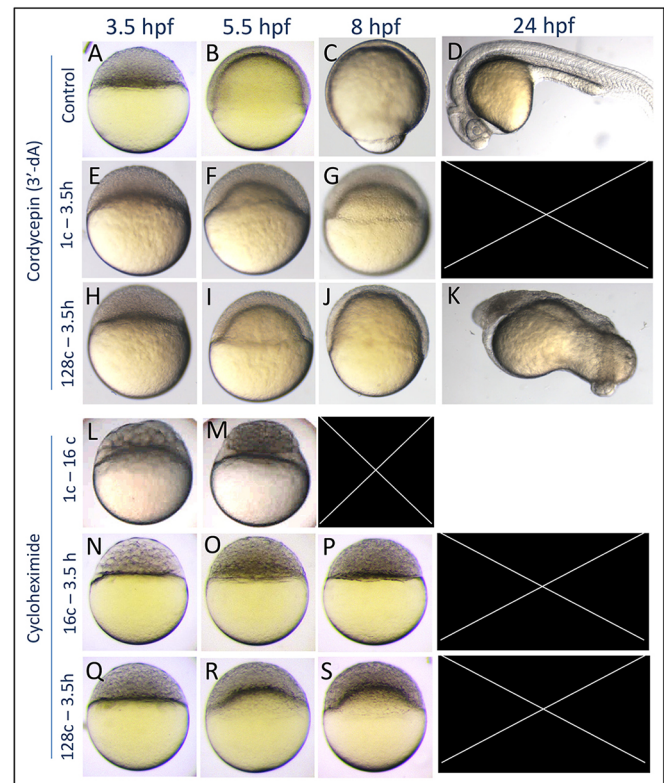 3.5 hpf 5.5 hpf 8 hpf 24 hpf
Cordycepin (3’-dA)
Control
A B C D
1c – 3.5h
E F G
128c – 3.5h
H I J K
Cycloheximide
1c – 16 c
L M
16c – 3.5 h
N O P
128c – 3.5h
Q R S